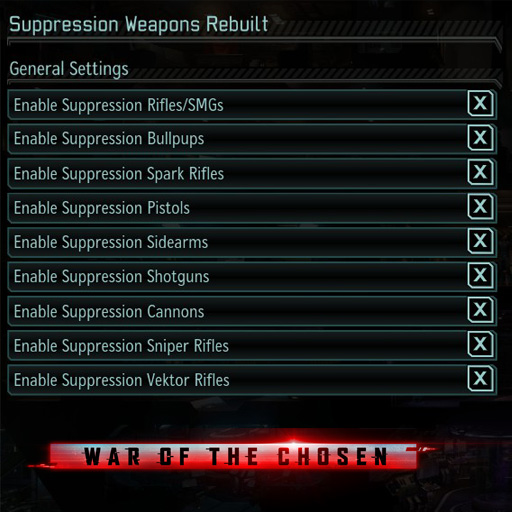 Suppression Weapons Rebuilt
General Settings
Enable Suppression Rifles/SMGs X
Enable Suppression Bullpups X
Enable Suppression Spark Rifles X
Enable Suppression Pistols X
Enable Suppression Sidearms X
Enable Suppression Shotguns X
Enable Suppression Cannons X
Enable Suppression Sniper Rifles X
Enable Suppression Vektor Rifles X
WAR OF THE CHOSEN